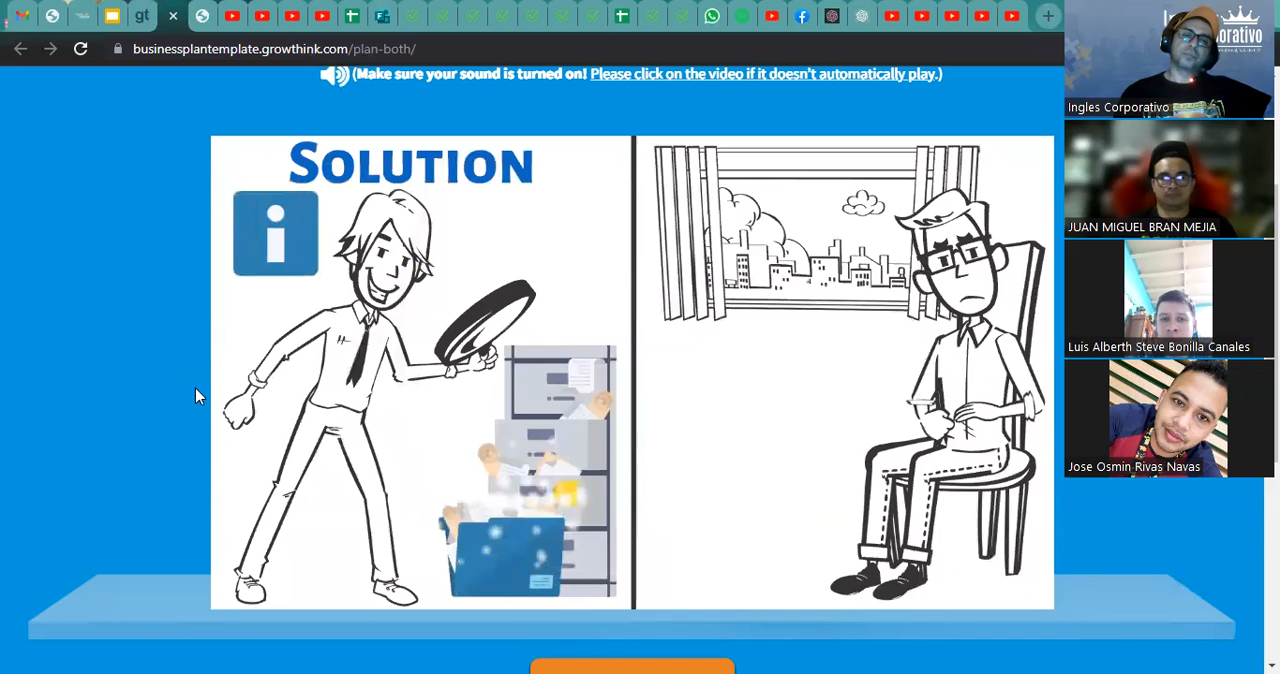 gt
businessplantemplate.growthink.com/plan-both/
(Make sure your sound is turned on! Please click on the video if it doesn't automatically play.)
SOLUTION
i
Ingles Corporativo
JUAN MIGUEL BRAN MEJIA
Luis Alberth Steve Bonilla Canales
Jose Osmin Rivas Navas